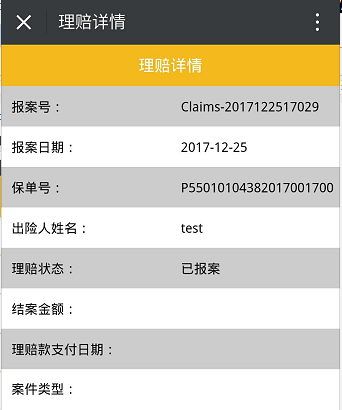 理赔详情
理赔详情
报案号： Claims-2017122517029
报案日期： 2017-12-25
保单号： P55010104382017001700
出险人姓名： test
理赔状态： 已报案
结案金额：
理赔款支付日期：
案件类型：